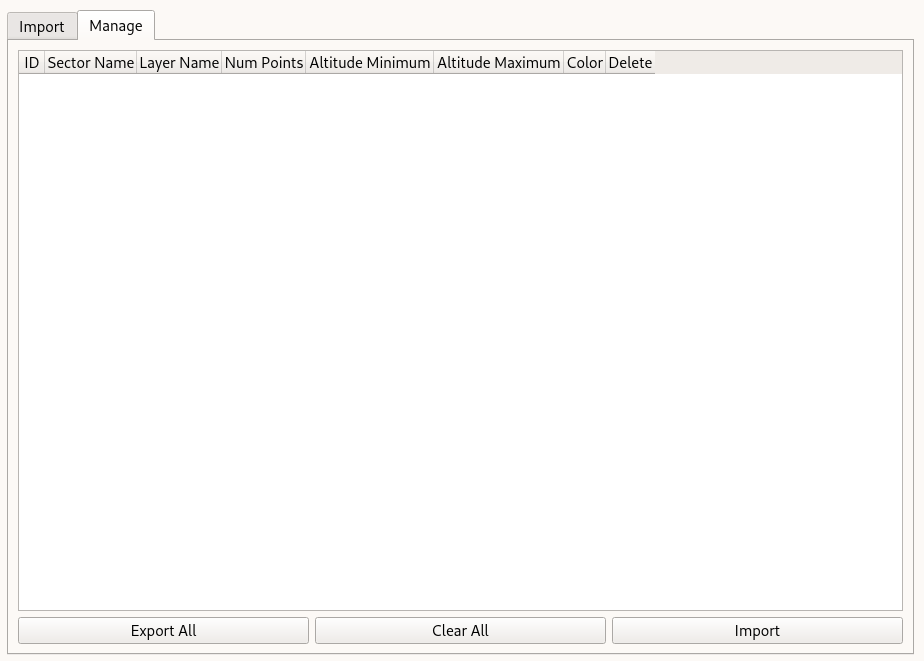 Import Manage
ID Sector Name Layer Name Num Points Altitude Minimum Altitude Maximum Color Delete
Export All Clear All Import